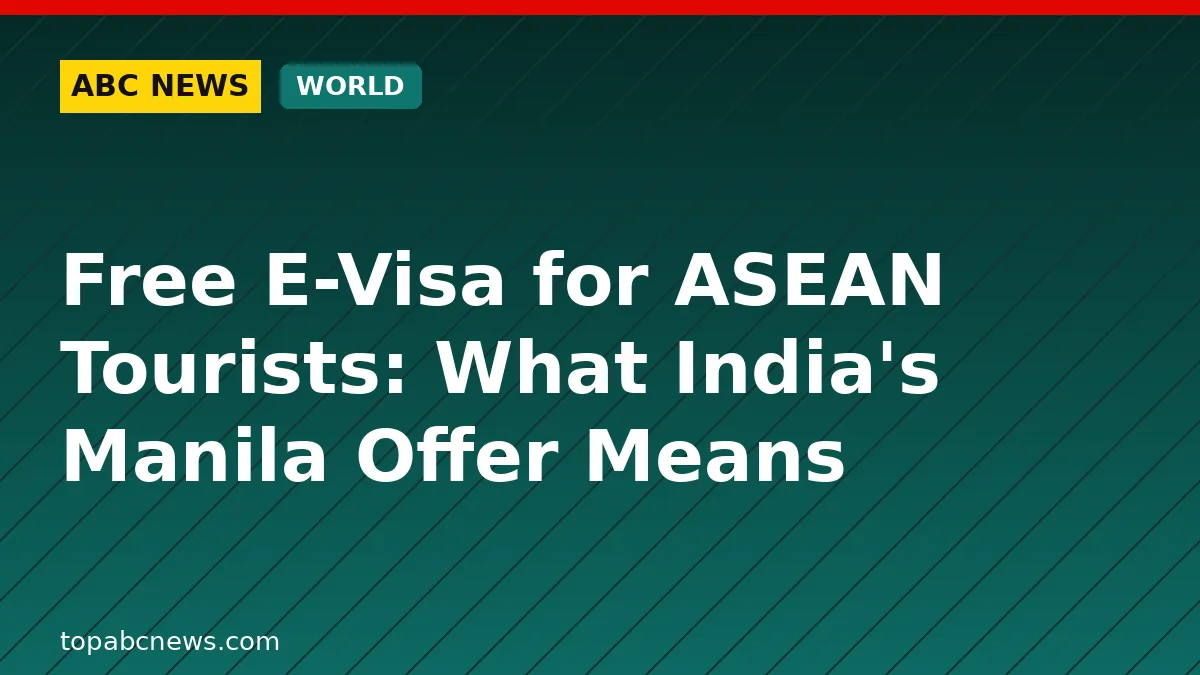 ABC NEWS
WORLD
Free E-Visa for ASEAN
Tourists: What India's
Manila Offer Means
topabcnews.com